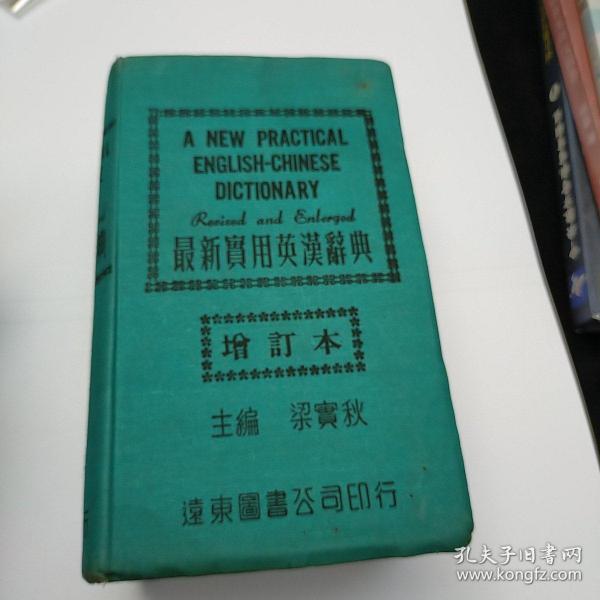 A NEW PRACTICAL
ENGLISH-CHINESE
DICTIONARY
Revised and Enlerged
最新實用英漢辭典
增訂本
主編 梁實秋
遠東圖書公司印行
孔夫子旧书网
www.kongfz.com